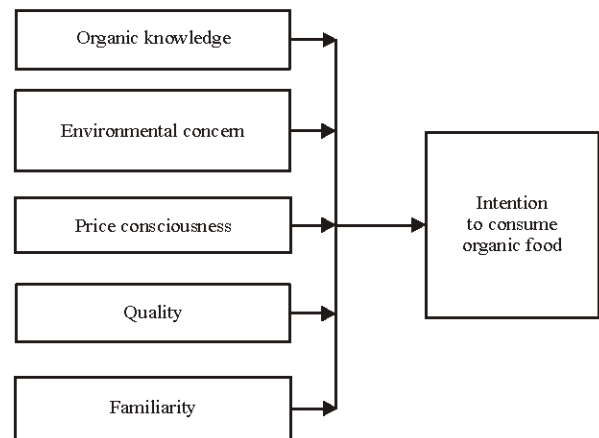 Organic knowledge
Environmental concern
Price consciousness
Quality
Familiarity
Intention
to consume
organic food